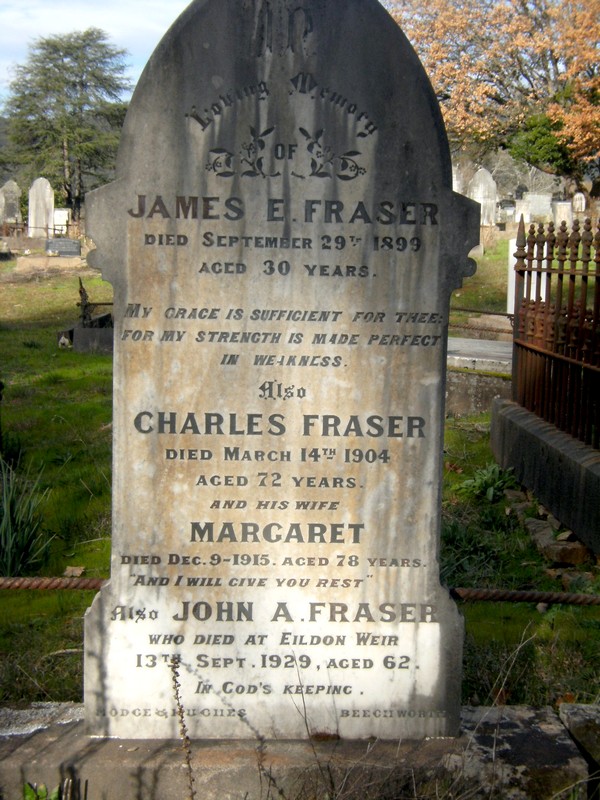 IN
Loving Memory
OF
JAMES E. FRASER
DIED SEPTEMBER 29TH 1899
AGED 30 YEARS.
MY GRACE IS SUFFICIENT FOR THEE:
FOR MY STRENGTH IS MADE PERFECT
IN WEAKNESS.
Also
CHARLES FRASER
DIED MARCH 14TH 1904
AGED 72 YEARS.
AND HIS WIFE
MARGARET
DIED DEC. 9-1915. AGED 78 YEARS.
"AND I WILL GIVE YOU REST"
Also JOHN A. FRASER
WHO DIED AT EILDON WEIR
13TH SEPT. 1929, AGED 62.
IN GOD'S KEEPING.
HODGE & HUGHES BEECHWORTH